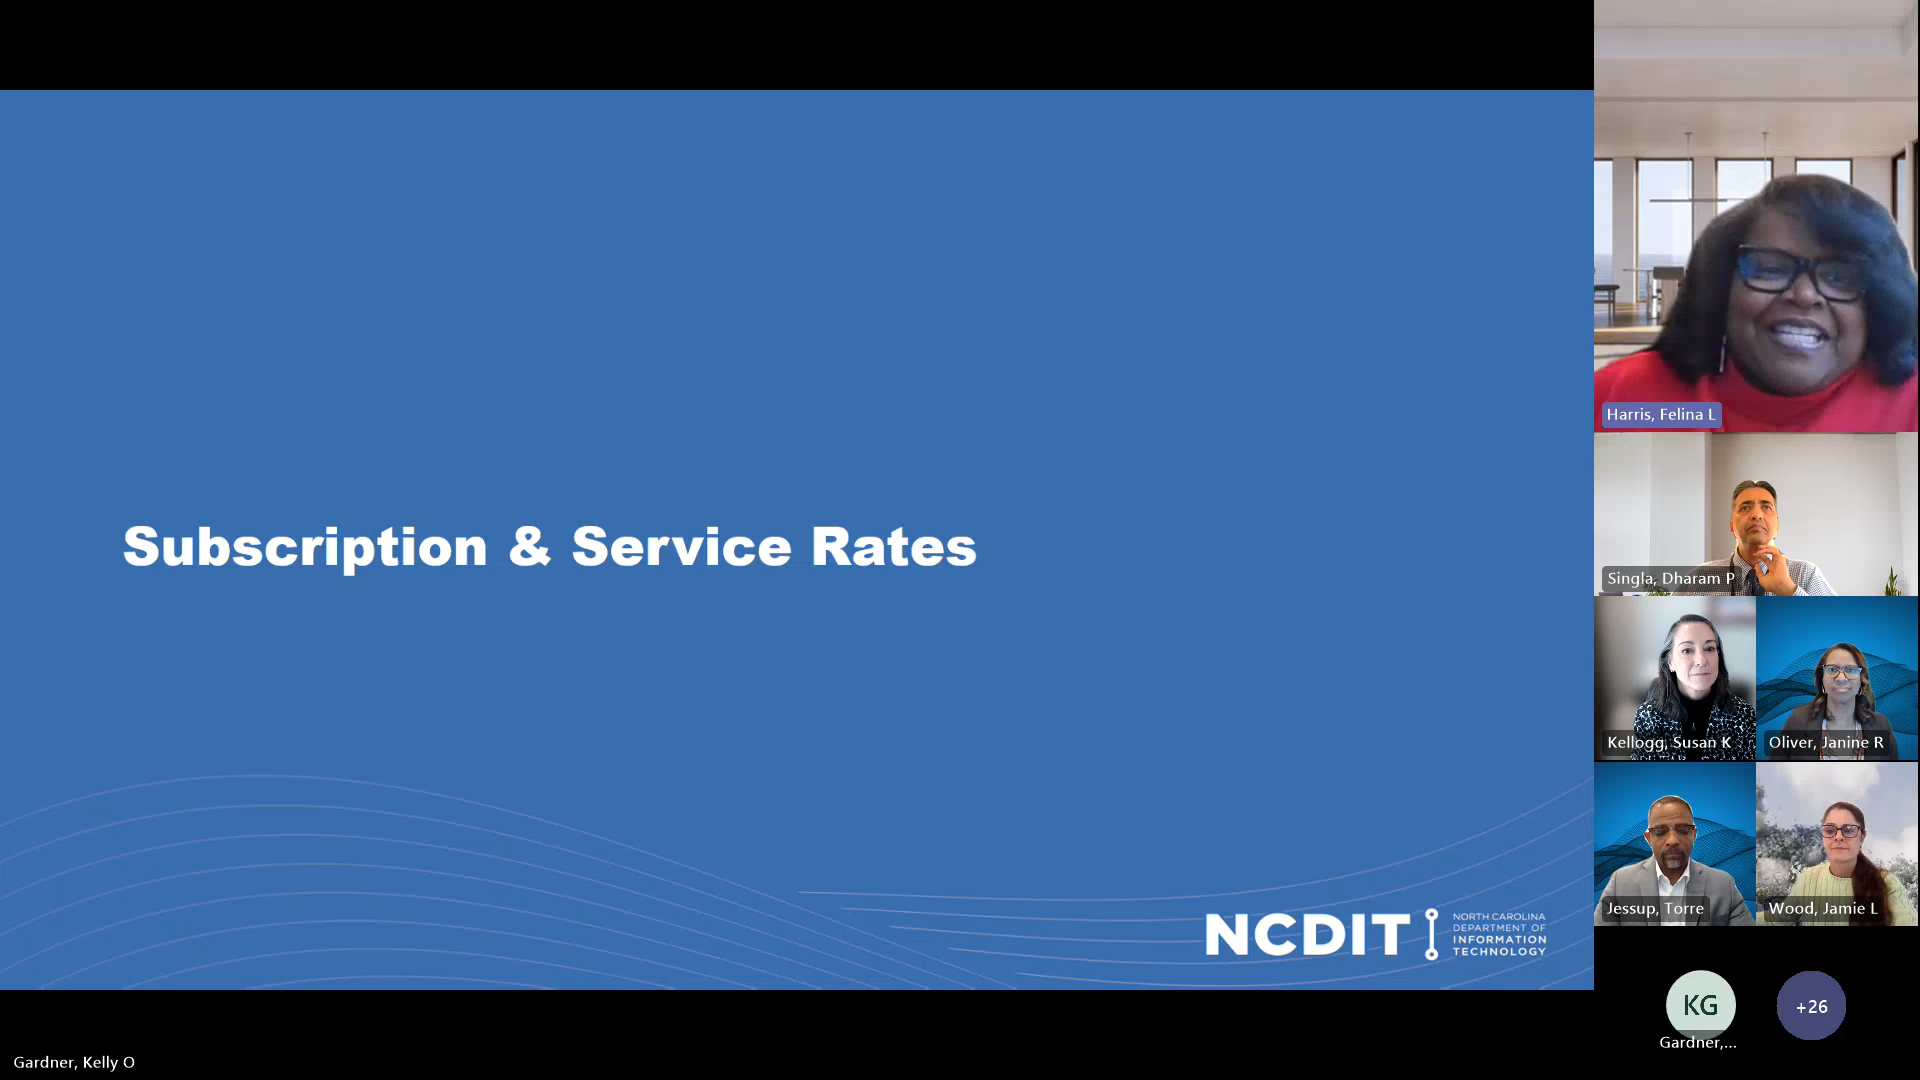 Subscription & Service Rates
NCDIT
NORTH CAROLINA
DEPARTMENT OF
INFORMATION
TECHNOLOGY
Harris, Felina L
Singla, Dharam P
Kellogg, Susan K
Oliver, Janine R
Jessup, Torre
Wood, Jamie L
KG
+26
Gardner,...
Gardner, Kelly O